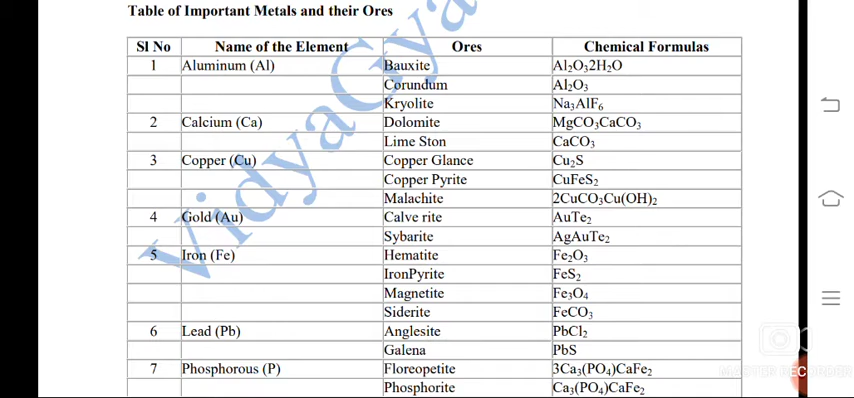 Table of Important Metals and their Ores
Sl No Name of the Element Ores Chemical Formulas
1 Aluminum (Al) Bauxite Al₂O₃2H₂O
Corundum Al₂O₃
Kryolite Na₃AlF₆
2 Calcium (Ca) Dolomite MgCO₃CaCO₃
Lime Ston CaCO₃
3 Copper (Cu) Copper Glance Cu₂S
Copper Pyrite CuFeS₂
Malachite 2CuCO₃Cu(OH)₂
4 Gold (Au) Calve rite AuTe₂
Sybarite AgAuTe₂
5 Iron (Fe) Hematite Fe₂O₃
IronPyrite FeS₂
Magnetite Fe₃O₄
Siderite FeCO₃
6 Lead (Pb) Anglesite PbCl₂
Galena PbS
7 Phosphorous (P) Floreopetite 3Ca₃(PO₄)CaFe₂
Phosphorite Ca₃(PO₄)CaFe₂
VidyaGya
MASTER RECORDER